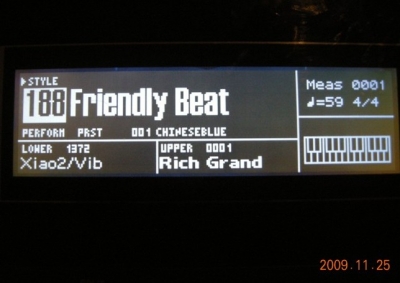 ▶STYLE
188 Friendly Beat
Meas 0001
♩=59 4/4
PERFORM PRST 001 CHINESEBLUE
LOWER 1372
Xiao2/Vib
UPPER 0001
Rich Grand
2009.11.25